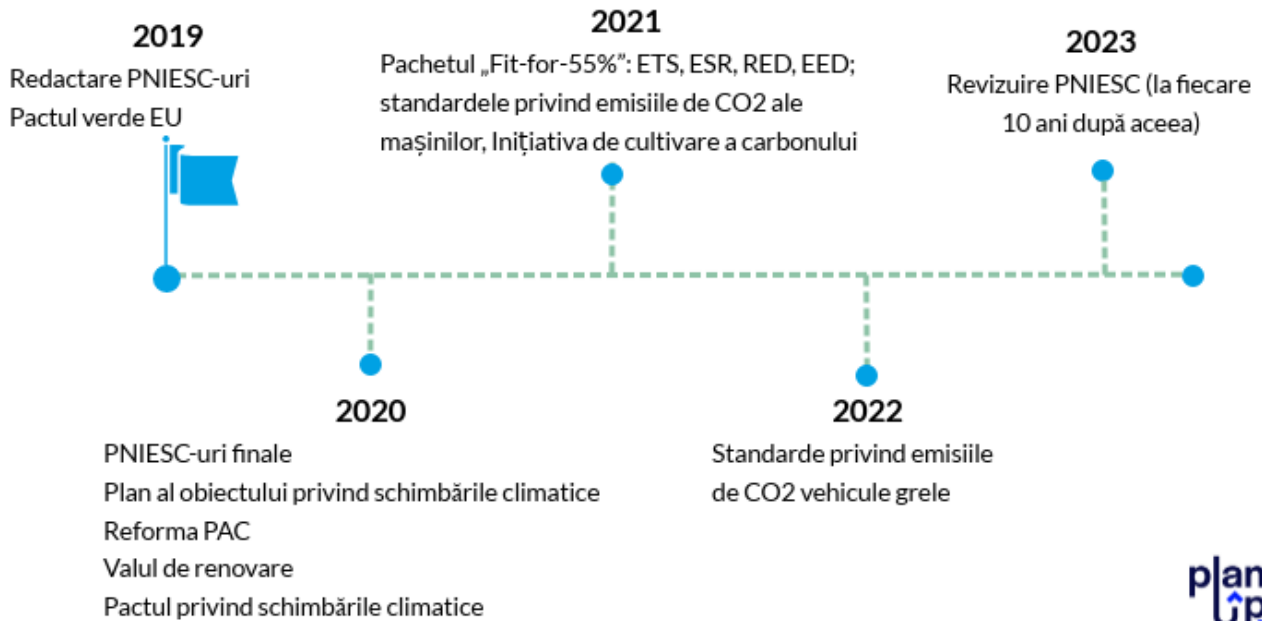 2019
Redactare PNIESC-uri
Pactul verde EU
2021
Pachetul „Fit-for-55%”: ETS, ESR, RED, EED;
standardele privind emisiile de CO2 ale
mașinilor, Inițiativa de cultivare a carbonului
2023
Revizuire PNIESC (la fiecare
10 ani după aceea)
2020
PNIESC-uri finale
Plan al obiectului privind schimbările climatice
Reforma PAC
Valul de renovare
Pactul privind schimbările climatice
2022
Standarde privind emisiile
de CO2 vehicule grele
plan
up